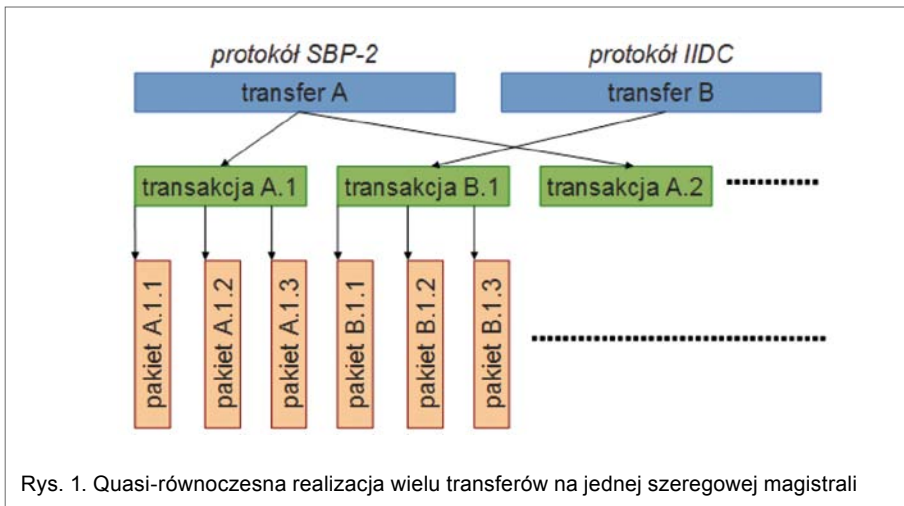 protokół SBP-2 protokół IIDC
transfer A transfer B
transakcja A.1 transakcja B.1 transakcja A.2
pakiet A.1.1
pakiet A.1.2
pakiet A.1.3
pakiet B.1.1
pakiet B.1.2
pakiet B.1.3
Rys. 1. Quasi-równoczesna realizacja wielu transferów na jednej szeregowej magistrali